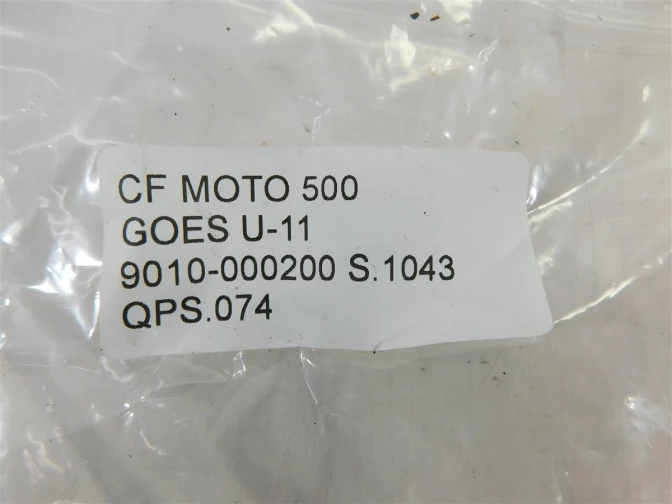 CF MOTO 500
GOES U-11
9010-000200 S.1043
QPS.074